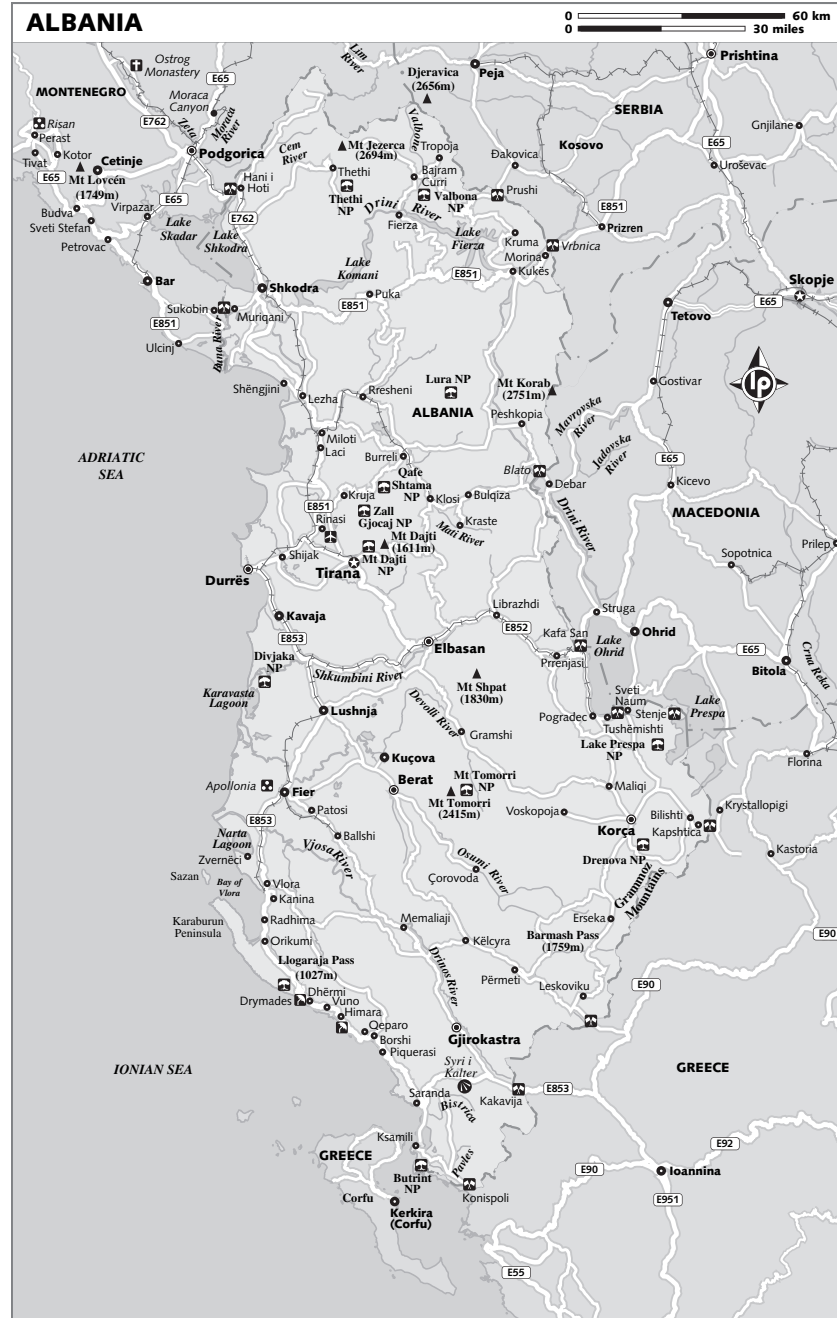 ALBANIA
0 60 km
0 30 miles
Ostrog
Monastery
E65
Lim
River
Djeravica
(2656m)
Peja
Prishtina
MONTENEGRO
Moraca
Canyon
Moraca
River
Zeta
E762
SERBIA
Kosovo
Gnjilane
Risan
Perast
Tivat
Kotor
Cetinje
Podgorica
Cem
River
Mt Jezerca
(2694m)
Valbone
Tropoja
Đakovica
E65
Uroševac
E65
Mt Lovcén
(1749m)
E65
Hani i
Hoti
Thethi
Thethi
NP
Bajram
Curri
Valbona
NP
Prushi
Budva
Virpazar
Sveti Stefan
Petrovac
Lake
Skadar
Lake
Shkodra
E762
Drini
River
Fierza
Lake
Fierza
Kruma
Morina
Vrbnica
E851
Prizren
Lake
Komani
E851
Kukës
Bar
Shkodra
Puka
E851
Skopje
E65
Tetovo
Sukobin
Muriqani
E851
Buna River
Ulcinj
lp
Shëngjini
Lezha
Rresheni
Lura NP
ALBANIA
Mt Korab
(2751m)
Peshkopia
Gostivar
Mavrovska
River
Jadovska
River
ADRIATIC
SEA
Miloti
Laci
Burreli
Blato
Debar
E65
Kicevo
Qafe
Shtama
NP
Kruja
Klosi
Bulqiza
E851
Rinasi
Zall
Gjocaj NP
Kraste
Mati River
Drini River
MACEDONIA
Mt Dajti
(1611m)
Mt Dajti
NP
Shijak
Tirana
Durrës
Sopotnica
Prilep
Kavaja
E853
Librazhdi
E852
Struga
Kafa San
Lake
Ohrid
Ohrid
Elbasan
Prrenjasi
E65
Bitola
Crna Reka
Divjaka
NP
Shkumbini River
Karavasta
Lagoon
Mt Shpat
(1830m)
Devolli River
Sveti
Naum
Stenje
Lake
Prespa
Lushnja
Pogradec
Tushëmishti
Gramshi
Lake Prespa
NP
Florina
Kuçova
Berat
Mt Tomorri
NP
Mt Tomorri
(2415m)
Maliqi
Apollonia
Fier
Voskopoja
Korça
Bilishti
Kapshtica
Krystallopigi
Patosi
E853
Ballshi
Drenova NP
Kastoria
Narta
Lagoon
Zvernëci
Vjosa River
Osumi River
Çorovoda
Grammoz
Mountains
Sazan
Bay of
Vlora
Vlora
Kanina
Karaburun
Peninsula
Radhima
Memaliaji
Erseka
E90
Orikumi
Këlcyra
Barmash Pass
(1759m)
Llogaraja Pass
(1027m)
Drinos River
Përmeti
Leskoviku
E90
Drymades
Dhërmi
Vuno
Himara
Qeparo
Borshi
Piquerasi
Gjirokastra
IONIAN SEA
GREECE
Syri i
Kalter
Saranda
Bistrica
Kakavija
E853
Ksamili
GREECE
Pavles
E92
E90
Ioannina
Butrint
NP
Konispoli
Corfu
Kerkira
(Corfu)
E951
E55